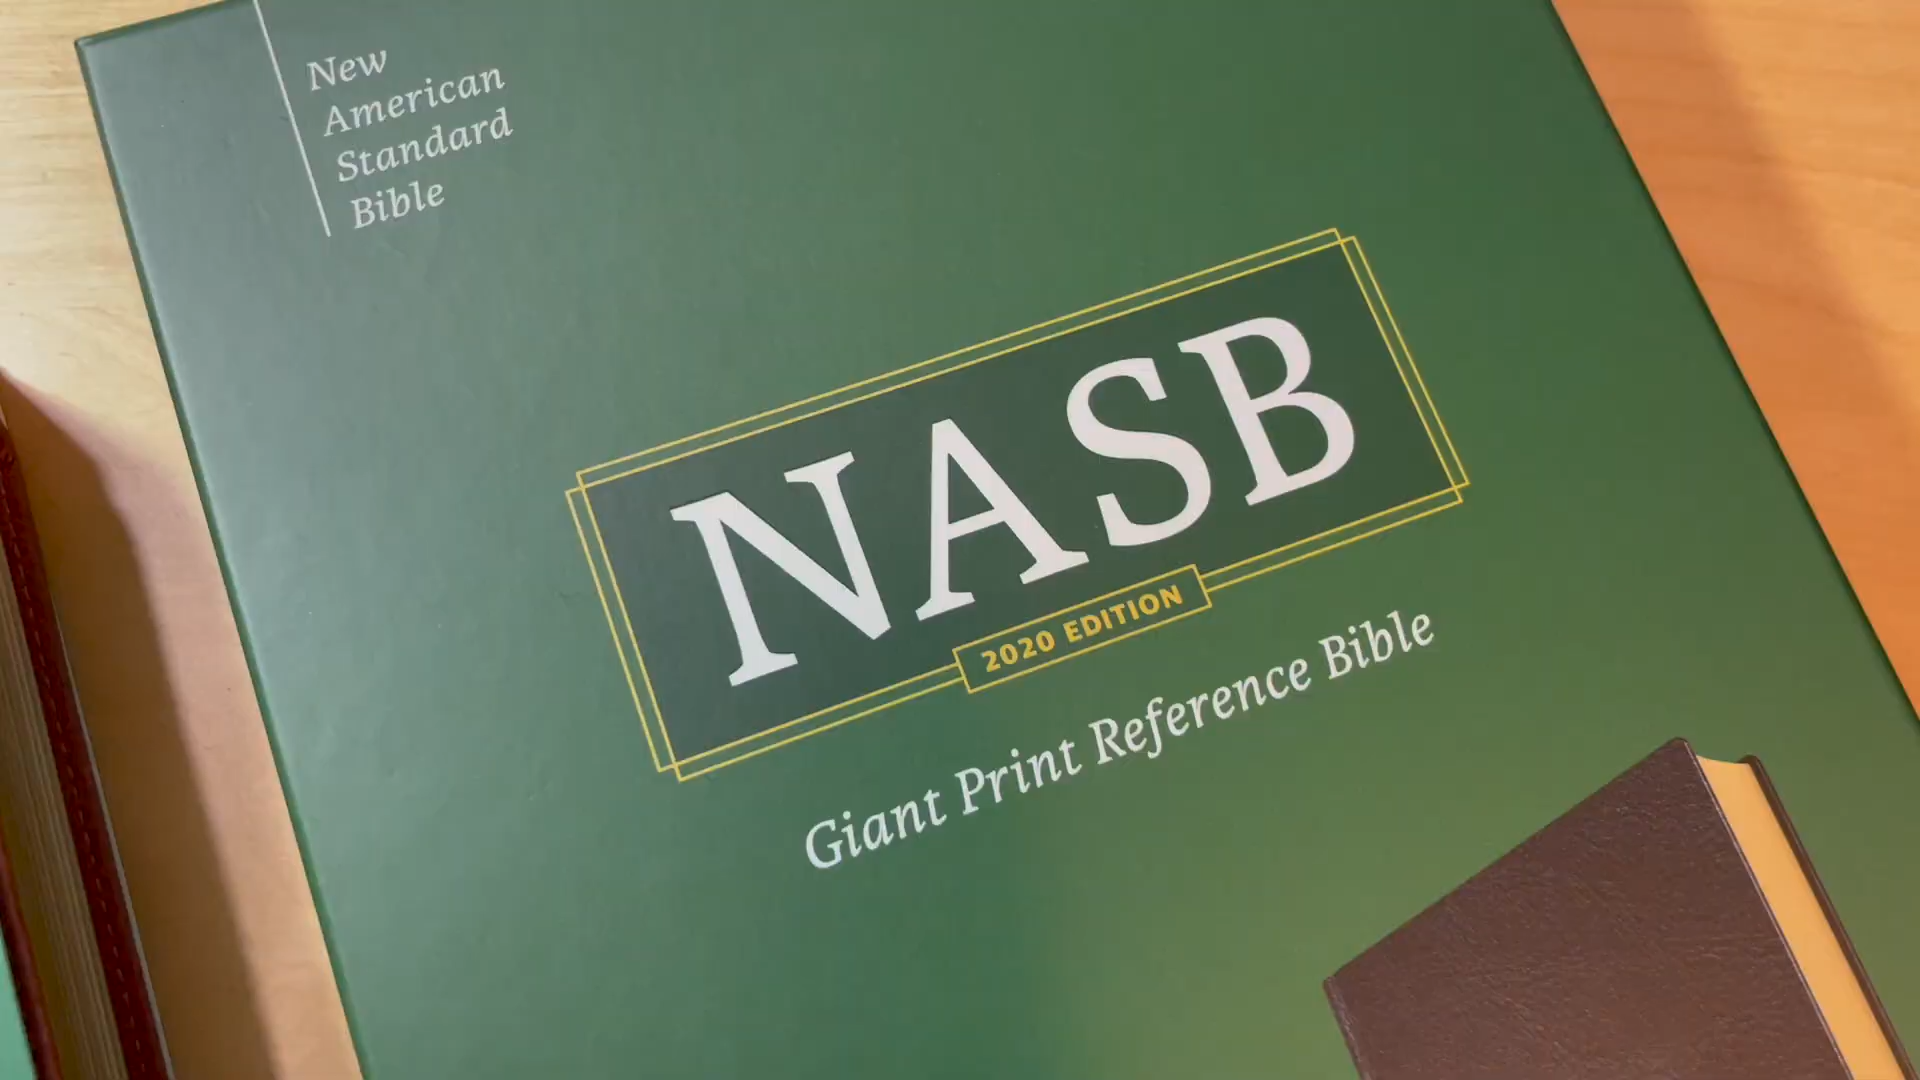 New
American
Standard
Bible
NASB
2020 EDITION
Giant Print Reference Bible